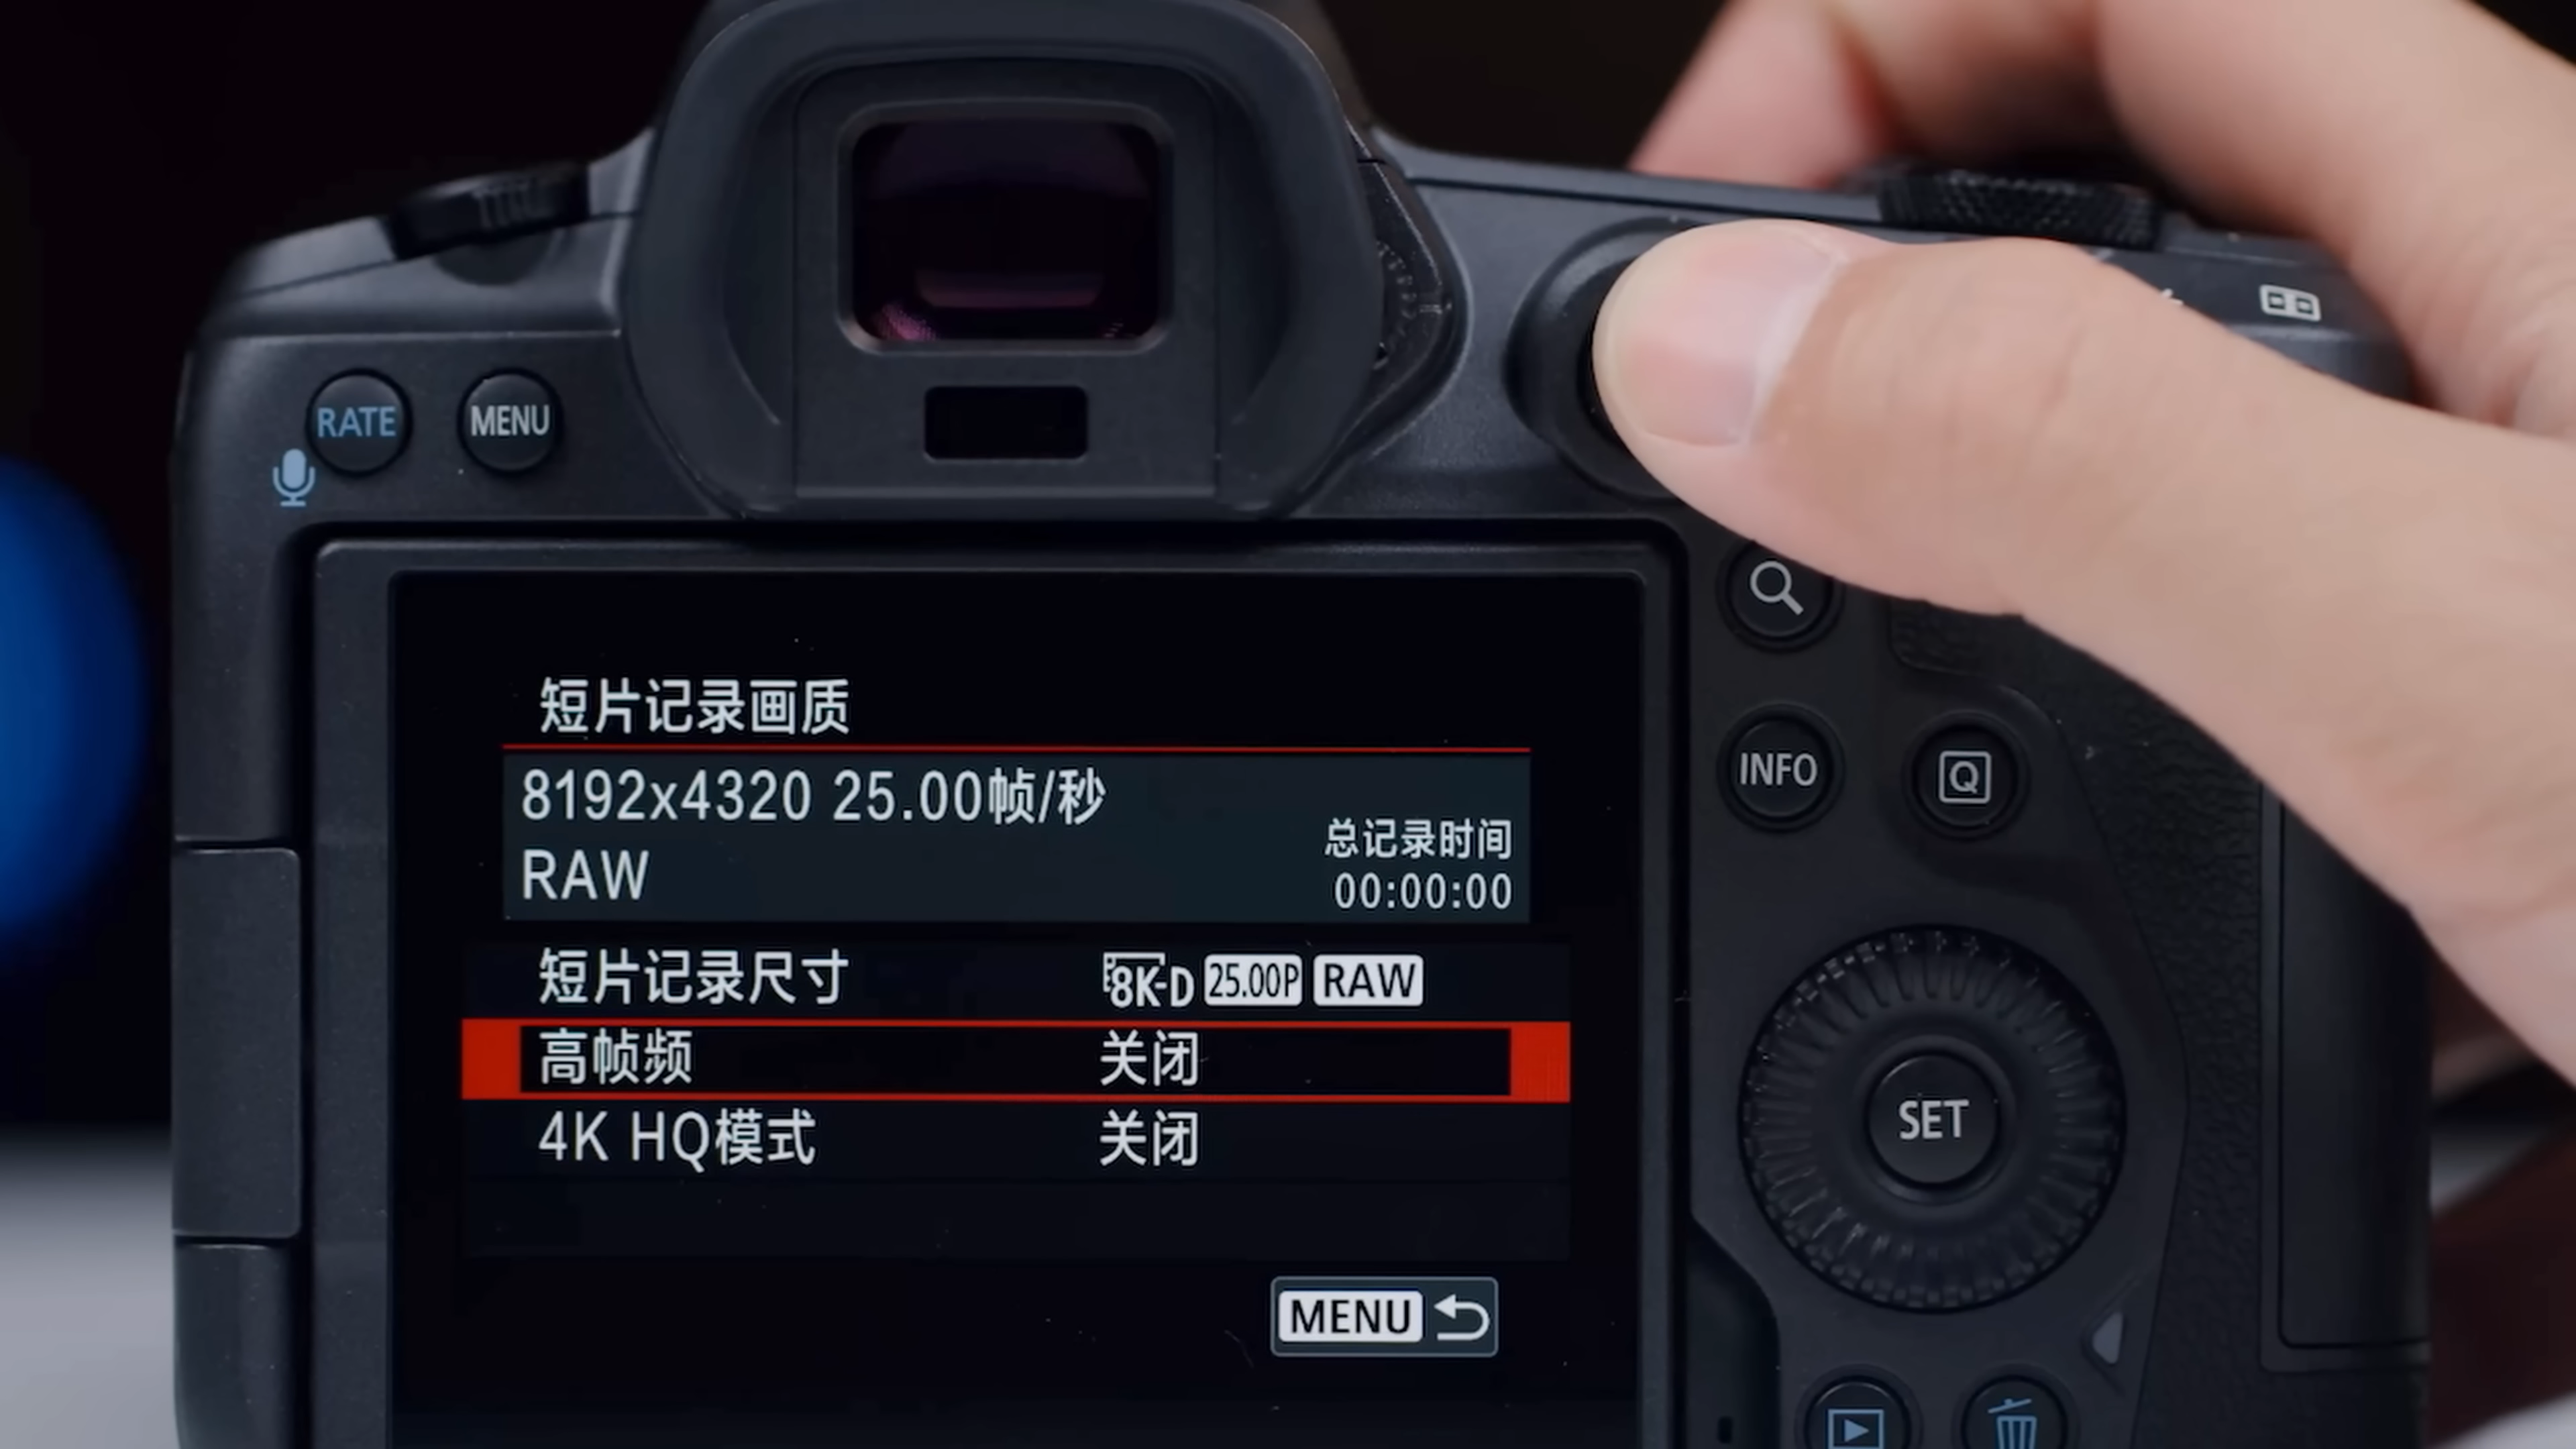 RATE
MENU
短片记录画质
8192x4320 25.00帧/秒
总记录时间
RAW
00:00:00
短片记录尺寸 8K-D 25.00P RAW
高帧频 关闭
4K HQ模式 关闭
MENU
INFO
Q
SET